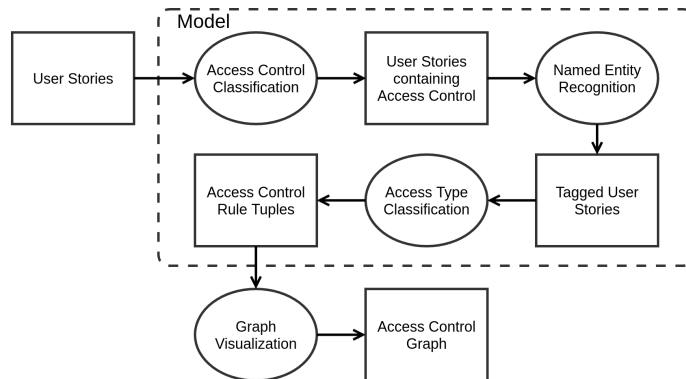 Model
User Stories
Access Control
Classification
User Stories
containing
Access Control
Named Entity
Recognition
Access Control
Rule Tuples
Access Type
Classification
Tagged User
Stories
Graph
Visualization
Access Control
Graph